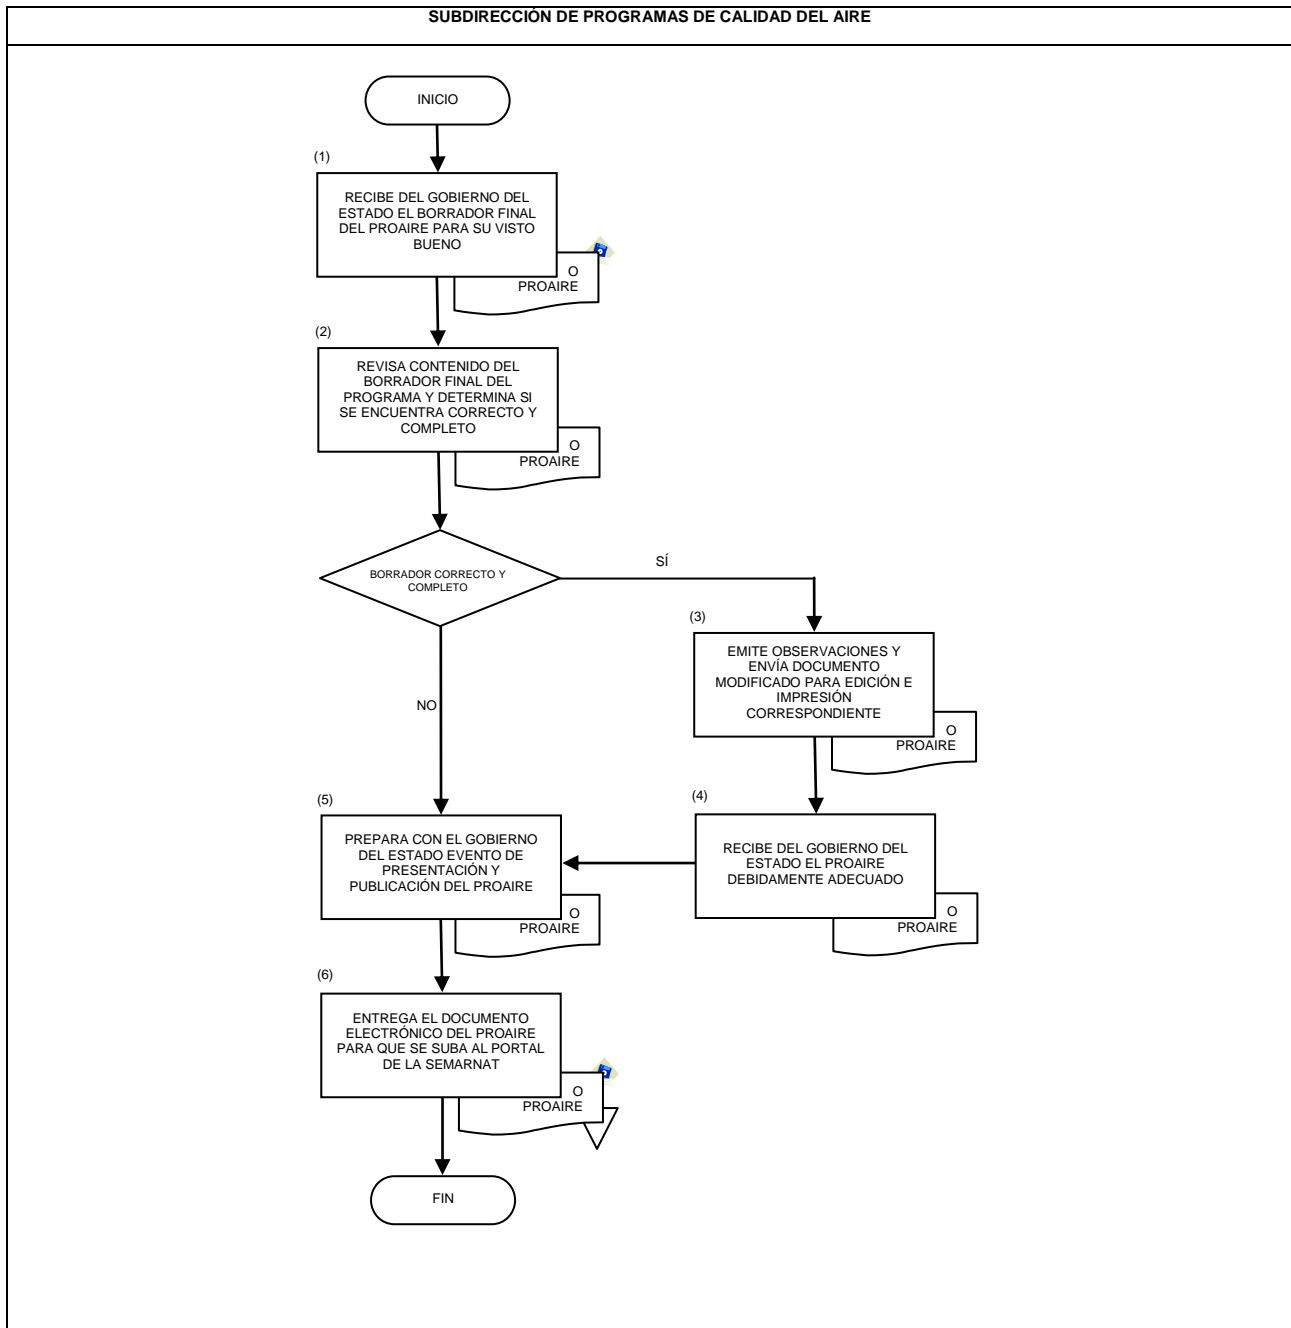 SUBDIRECCIÓN DE PROGRAMAS DE CALIDAD DEL AIRE
INICIO
(1)
RECIBE DEL GOBIERNO DEL
ESTADO EL BORRADOR FINAL
DEL PROAIRE PARA SU VISTO
BUENO
O
PROAIRE
(2)
REVISA CONTENIDO DEL
BORRADOR FINAL DEL
PROGRAMA Y DETERMINA SI
SE ENCUENTRA CORRECTO Y
COMPLETO
O
PROAIRE
BORRADOR CORRECTO Y
COMPLETO
SÍ
NO
(3)
EMITE OBSERVACIONES Y
ENVÍA DOCUMENTO
MODIFICADO PARA EDICIÓN E
IMPRESIÓN
CORRESPONDIENTE
O
PROAIRE
(4)
RECIBE DEL GOBIERNO DEL
ESTADO EL PROAIRE
DEBIDAMENTE ADECUADO
O
PROAIRE
(5)
PREPARA CON EL GOBIERNO
DEL ESTADO EVENTO DE
PRESENTACIÓN Y
PUBLICACIÓN DEL PROAIRE
O
PROAIRE
(6)
ENTREGA EL DOCUMENTO
ELECTRÓNICO DEL PROAIRE
PARA QUE SE SUBA AL PORTAL
DE LA SEMARNAT
O
PROAIRE
FIN